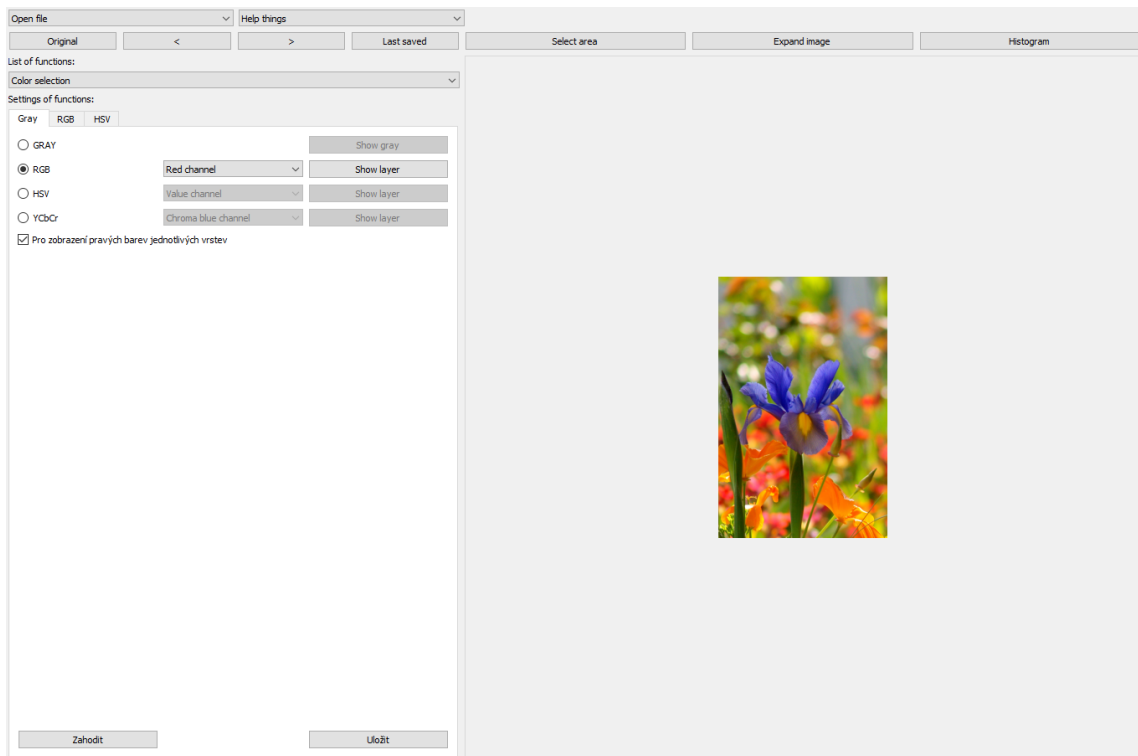 Open file Help things
Original < > Last saved Select area Expand image Histogram
List of functions:
Color selection
Settings of functions:
Gray RGB HSV
GRAY Show gray
RGB Red channel Show layer
HSV Value channel Show layer
YCbCr Chroma blue channel Show layer
Pro zobrazení pravých barev jednotlivých vrstev
Zahodit Uložit